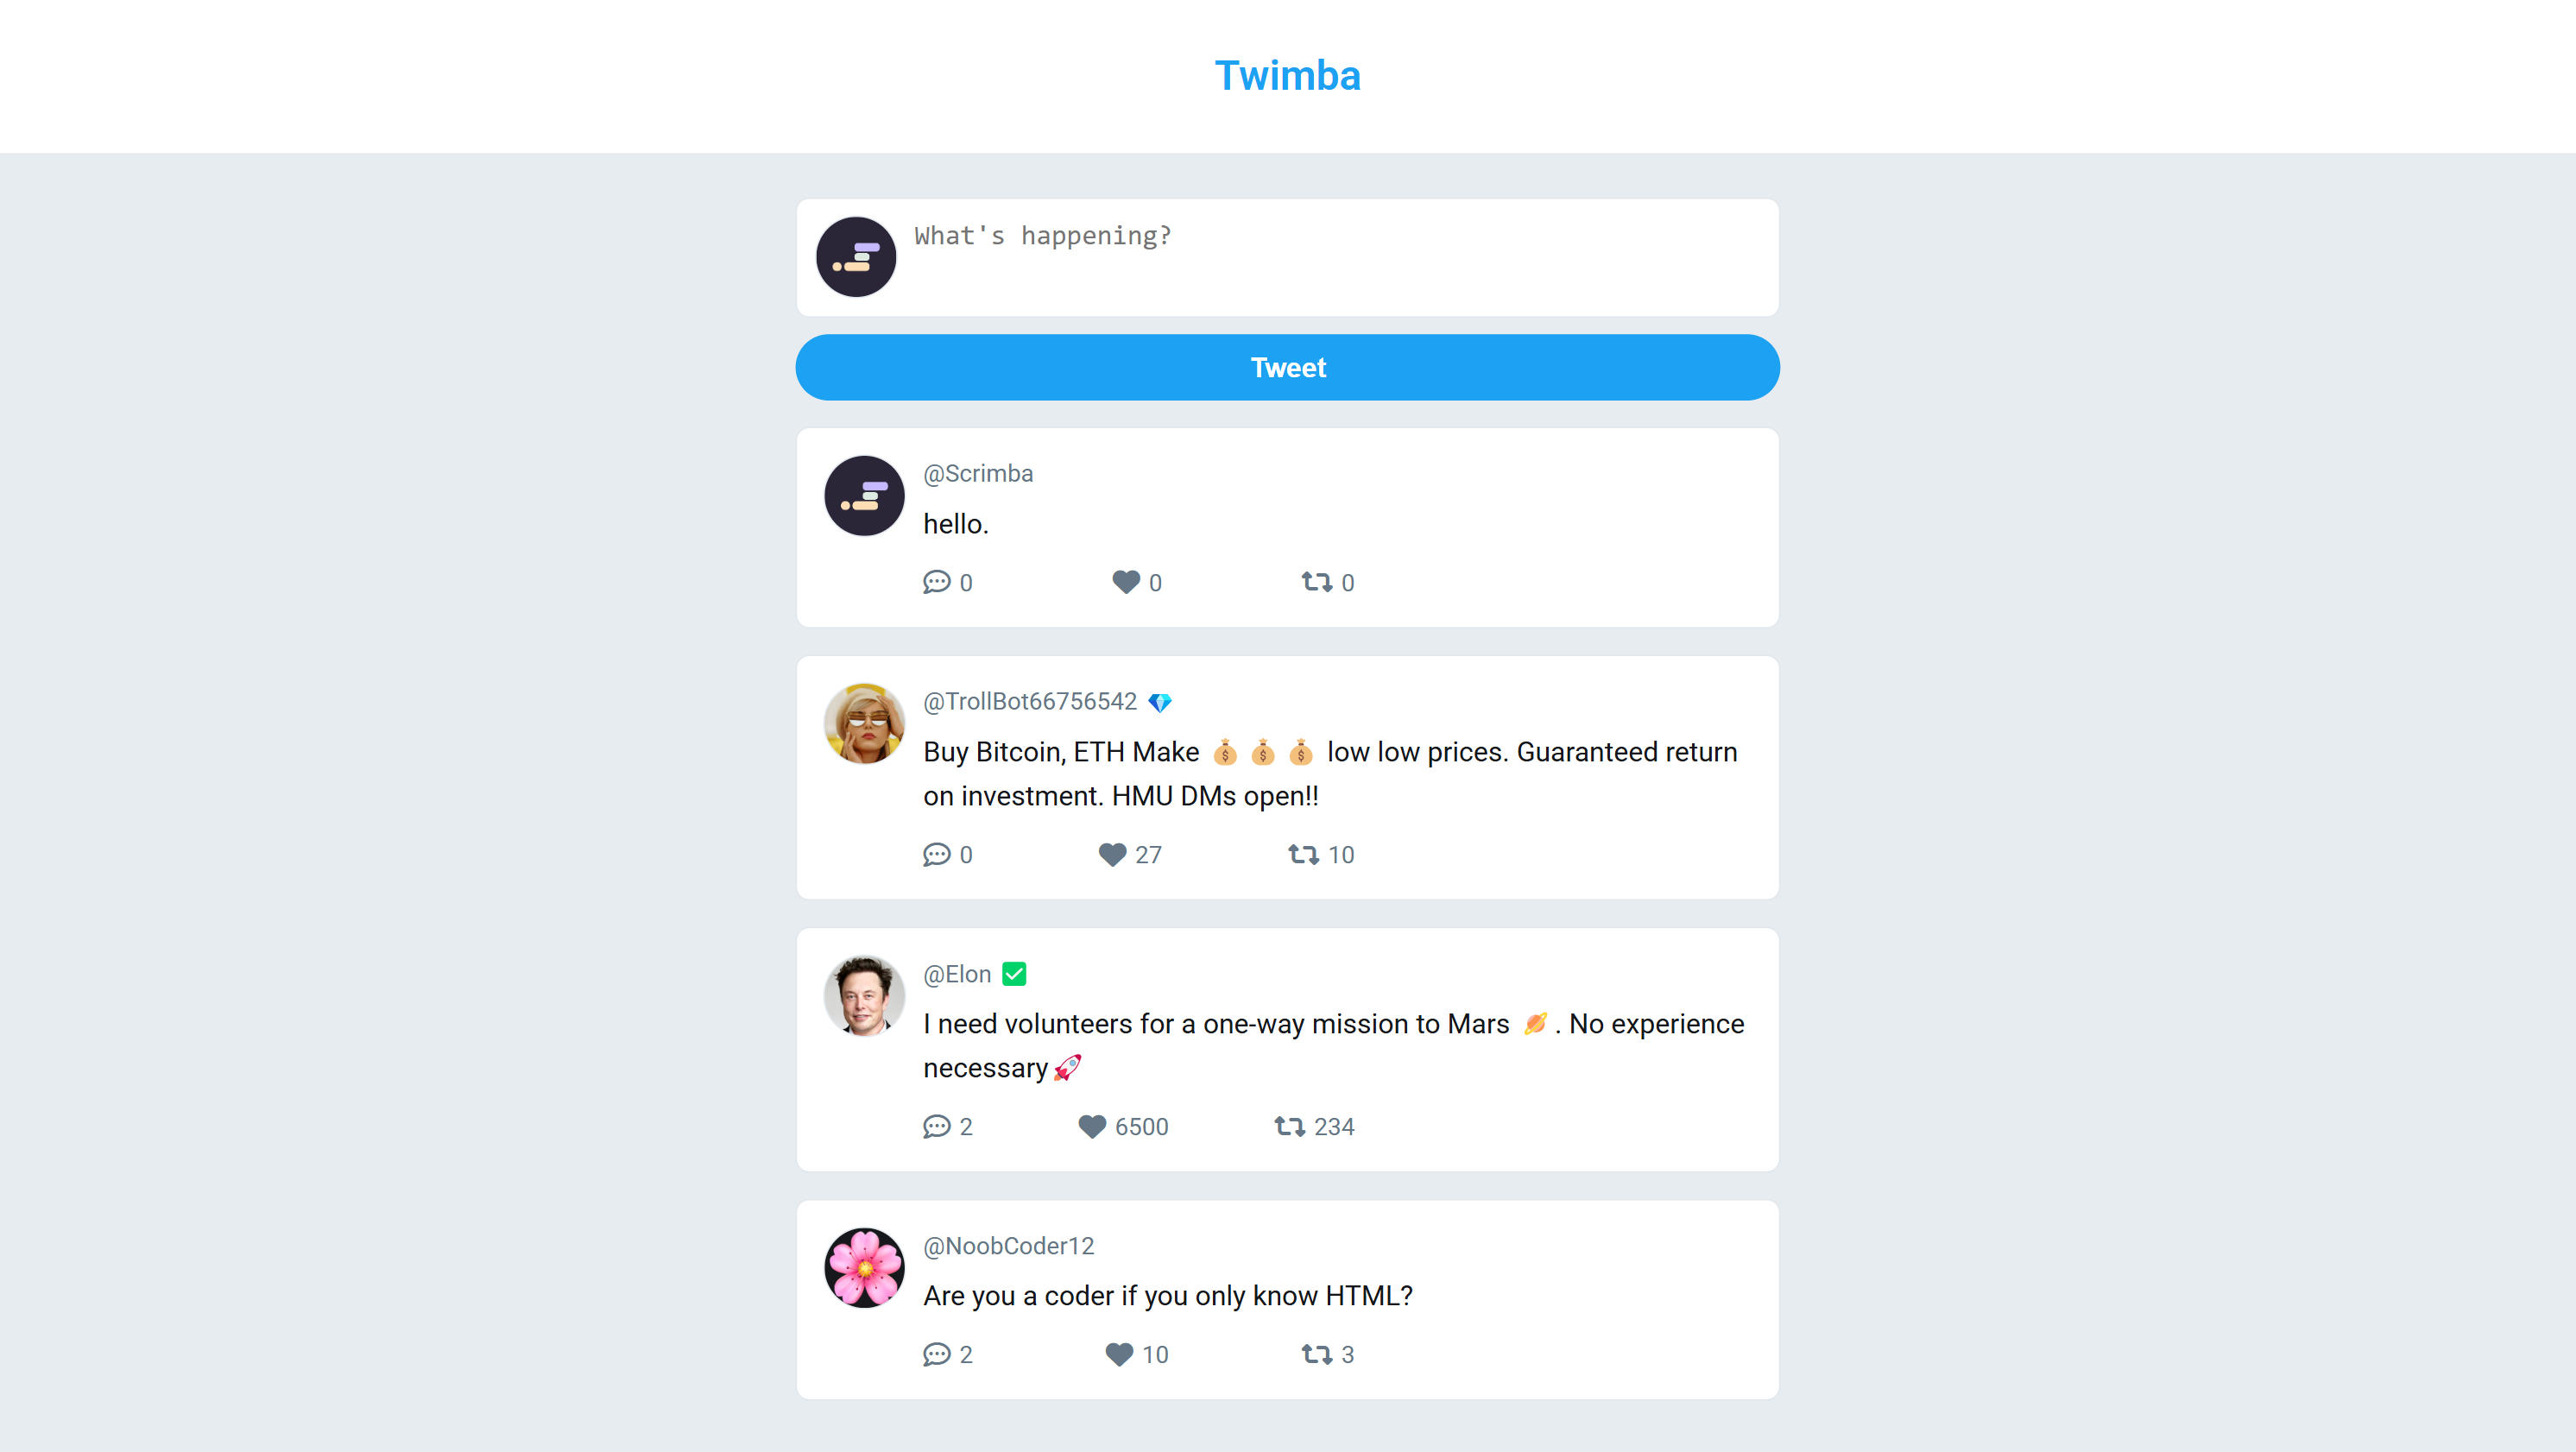 Twimba
What's happening?
Tweet
@Scrimba
hello.
0 0 0
@TrollBot66756542 💎
Buy Bitcoin, ETH Make 💰 💰 💰 low low prices. Guaranteed return
on investment. HMU DMs open!!
0 27 10
@Elon ✅
I need volunteers for a one-way mission to Mars 🪐. No experience
necessary🚀
2 6500 234
@NoobCoder12
Are you a coder if you only know HTML?
2 10 3